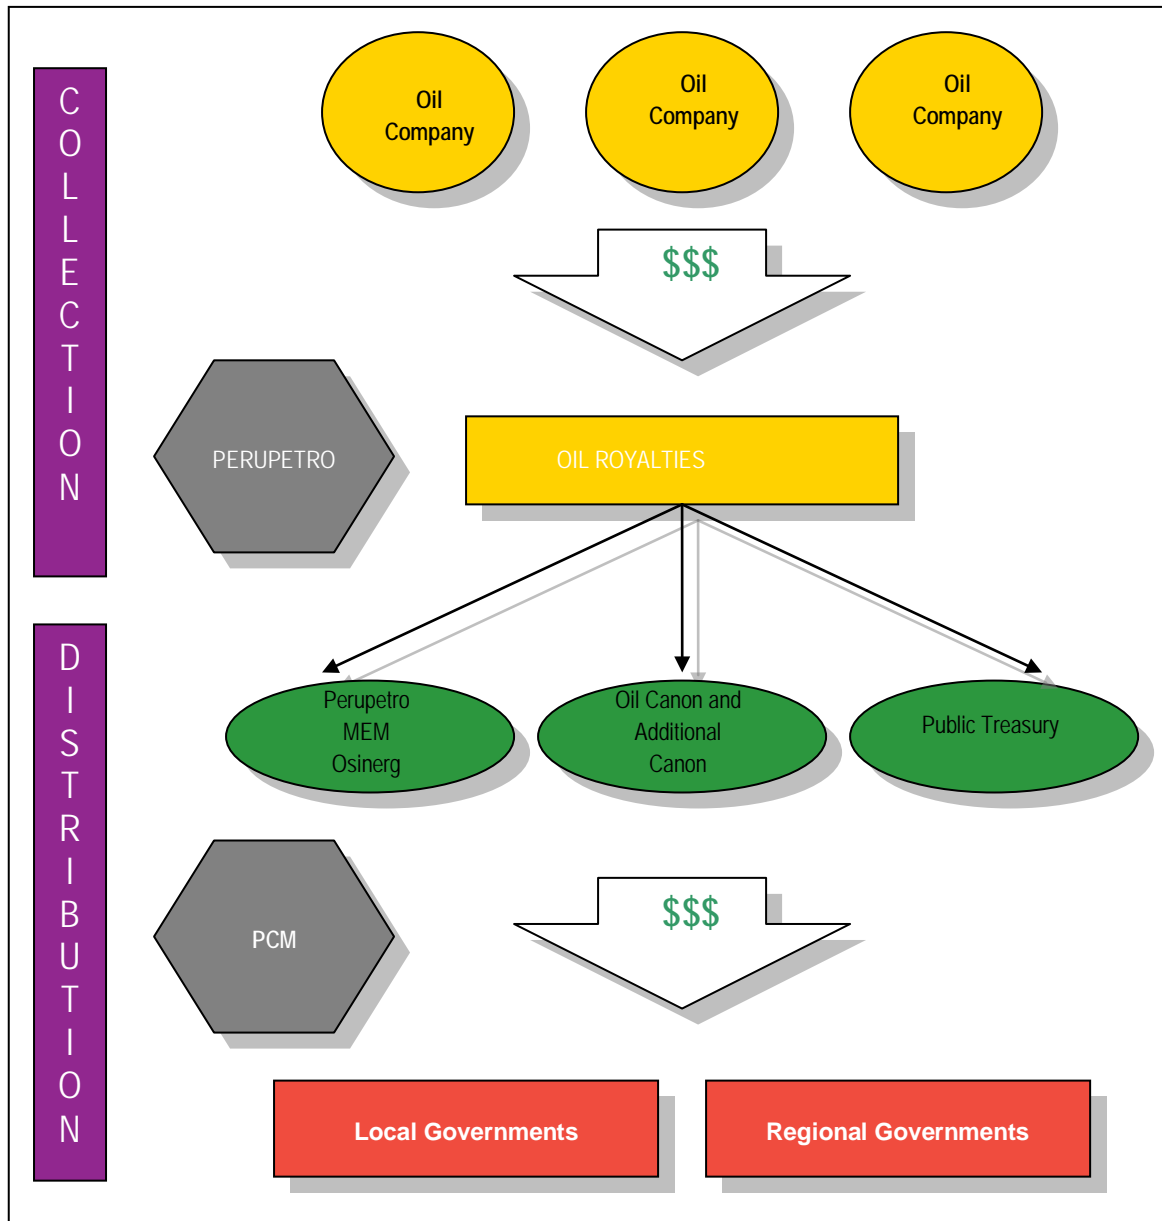 COLLECTION
Oil
Company
Oil
Company
Oil
Company
$$$
PERUPETRO
OIL ROYALTIES
DISTRIBUTION
Perupetro
MEM
Osinerg
Oil Canon and
Additional
Canon
Public Treasury
PCM
$$$
Local Governments
Regional Governments